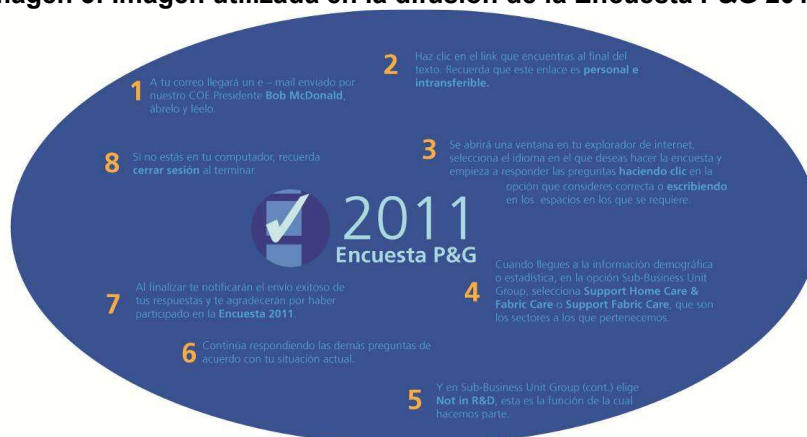 magen 5. Imagen utilizada en la difusión de la Encuesta P&G 201
1 A tu correo llegará un e – mail enviado por
nuestro COE Presidente Bob McDonald,
ábrelo y léelo.
2 Haz clic en el link que encuentras al final del
texto. Recuerda que este enlace es personal e
intransferible.
3 Se abrirá una ventana en tu explorador de internet,
selecciona el idioma en el que deseas hacer la encuesta y
empieza a responder las preguntas haciendo clic en la
opción que consideres correcta o escribiendo
en los espacios en los que se requiere.
8 Si no estás en tu computador, recuerda
cerrar sesión al terminar.
2011
Encuesta P&G
4 Cuando llegues a la información demográfica
o estadística, en la opción Sub-Business Unit
Group, selecciona Support Home Care &
Fabric Care o Support Fabric Care, que son
los sectores a los que pertenecemos.
7 Al finalizar te notificarán el envío exitoso de
tus respuestas y te agradecerán por haber
participado en la Encuesta 2011.
6 Continúa respondiendo las demás preguntas de
acuerdo con tu situación actual.
5 Y en Sub-Business Unit Group (cont.) elige
Not in R&D, esta es la función de la cual
hacemos parte.